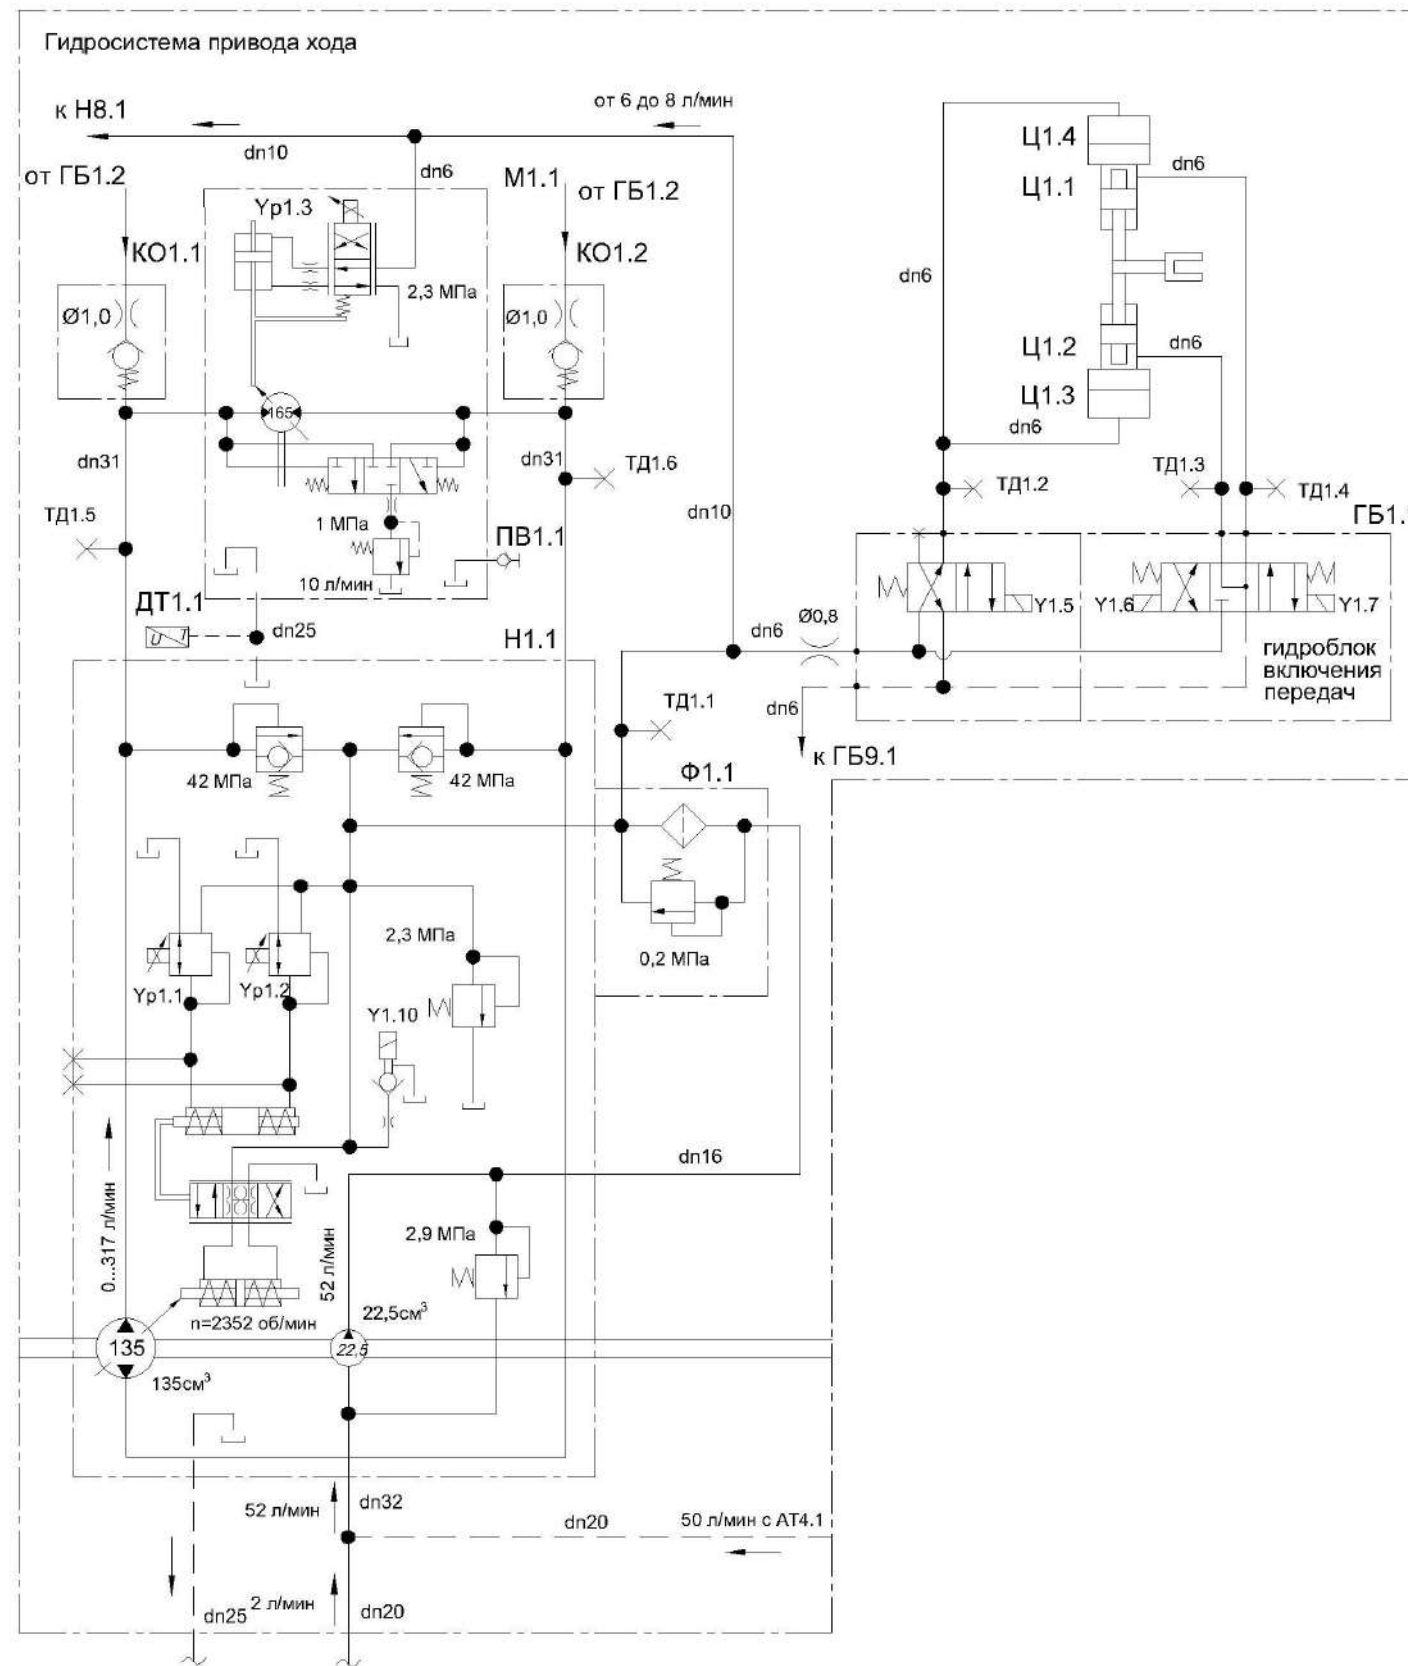 Гидросистема привода хода
к Н8.1
от 6 до 8 л/мин
dn10
dn6
от ГБ1.2
М1.1
от ГБ1.2
Yp1.3
КО1.1
КО1.2
2,3 МПа
Ø1,0
Ø1,0
165
dn31
dn31
ТД1.6
ТД1.5
1 МПа
ПВ1.1
10 л/мин
ДТ1.1
U T
dn25
Н1.1
dn10
Ц1.4
dn6
Ц1.1
dn6
Ц1.2
dn6
Ц1.3
dn6
ТД1.3
ТД1.2
ТД1.4
Y1.5
Y1.6
Y1.7
dn6
Ø0,8
гидроблок
включения
передач
ТД1.1
dn6
к ГБ9.1
Ф1.1
42 МПа
42 МПа
2,3 МПа
0,2 МПа
Yp1.1
Yp1.2
Y1.10
dn16
0...317 л/мин
52 л/мин
2,9 МПа
22,5см³
n=2352 об/мин
135
22,5
135см³
52 л/мин
dn32
dn20
50 л/мин с АТ4.1
dn25
2 л/мин
dn20